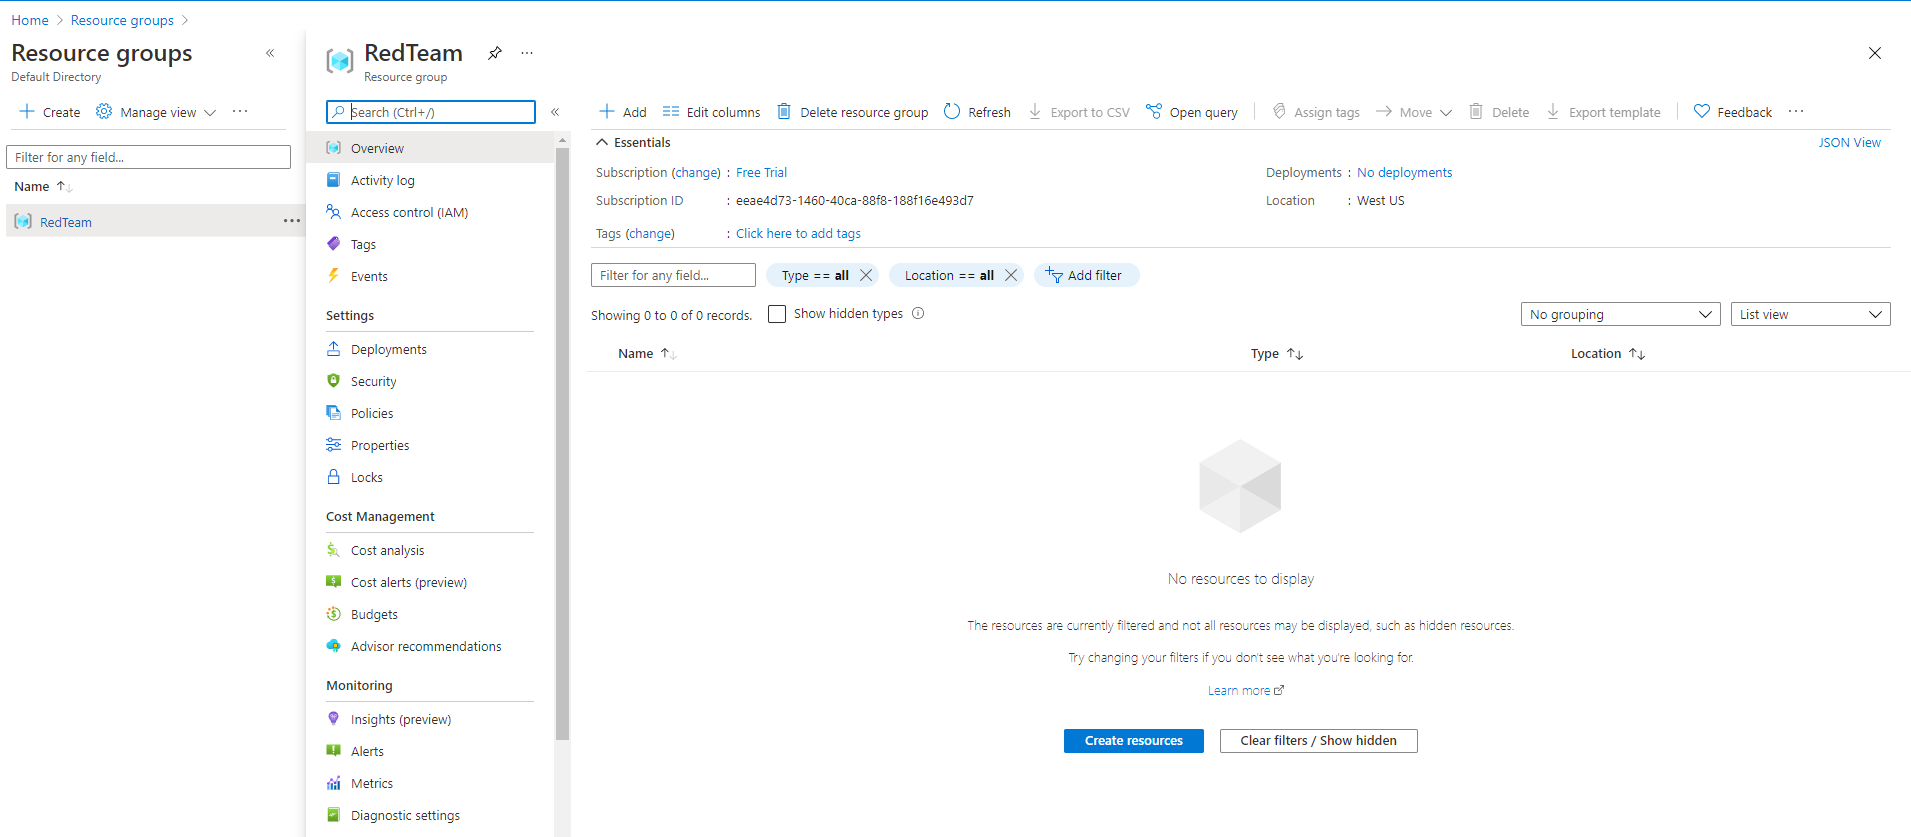 Home > Resource groups >
Resource groups «
Default Directory
+ Create Manage view ···
Filter for any field...
Name ↑↓
RedTeam ···
RedTeam ···
Resource group
Search (Ctrl+/) «
Overview
Activity log
Access control (IAM)
Tags
Events
Settings
Deployments
Security
Policies
Properties
Locks
Cost Management
Cost analysis
Cost alerts (preview)
Budgets
Advisor recommendations
Monitoring
Insights (preview)
Alerts
Metrics
Diagnostic settings
+ Add Edit columns Delete resource group Refresh Export to CSV Open query Assign tags Move Delete Export template Feedback ···
Essentials JSON View
Subscription (change) : Free Trial Deployments : No deployments
Subscription ID : eeae4d73-1460-40ca-88f8-188f16e493d7 Location : West US
Tags (change) : Click here to add tags
Filter for any field... Type == all Location == all Add filter
Showing 0 to 0 of 0 records. Show hidden types No grouping List view
Name ↑↓ Type ↑↓ Location ↑↓
No resources to display
The resources are currently filtered and not all resources may be displayed, such as hidden resources.
Try changing your filters if you don't see what you're looking for.
Learn more
Create resources Clear filters / Show hidden